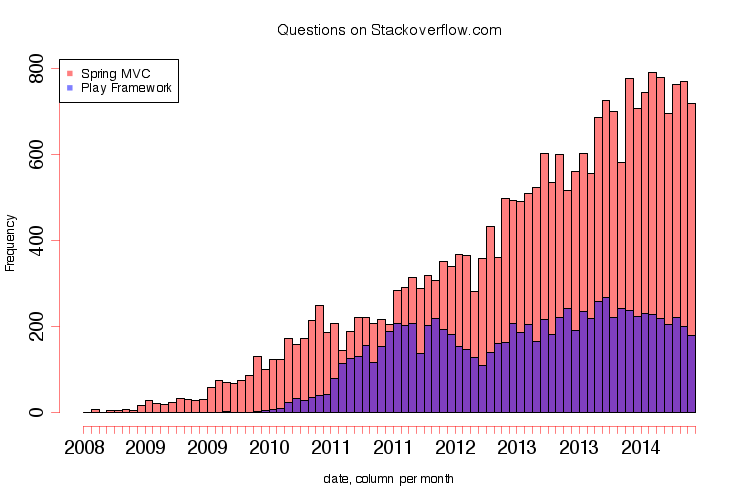 Questions on Stackoverflow.com
Spring MVC
Play Framework
Frequency
800
600
400
200
0
2008 2009 2009 2010 2011 2011 2012 2013 2013 2014
date, column per month